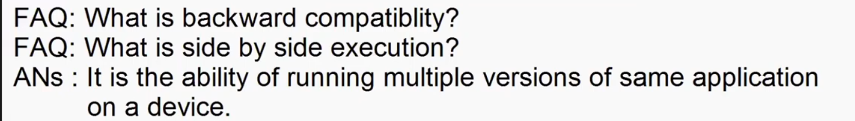 FAQ: What is backward compatiblity?
FAQ: What is side by side execution?
ANs : It is the ability of running multiple versions of same application
on a device.